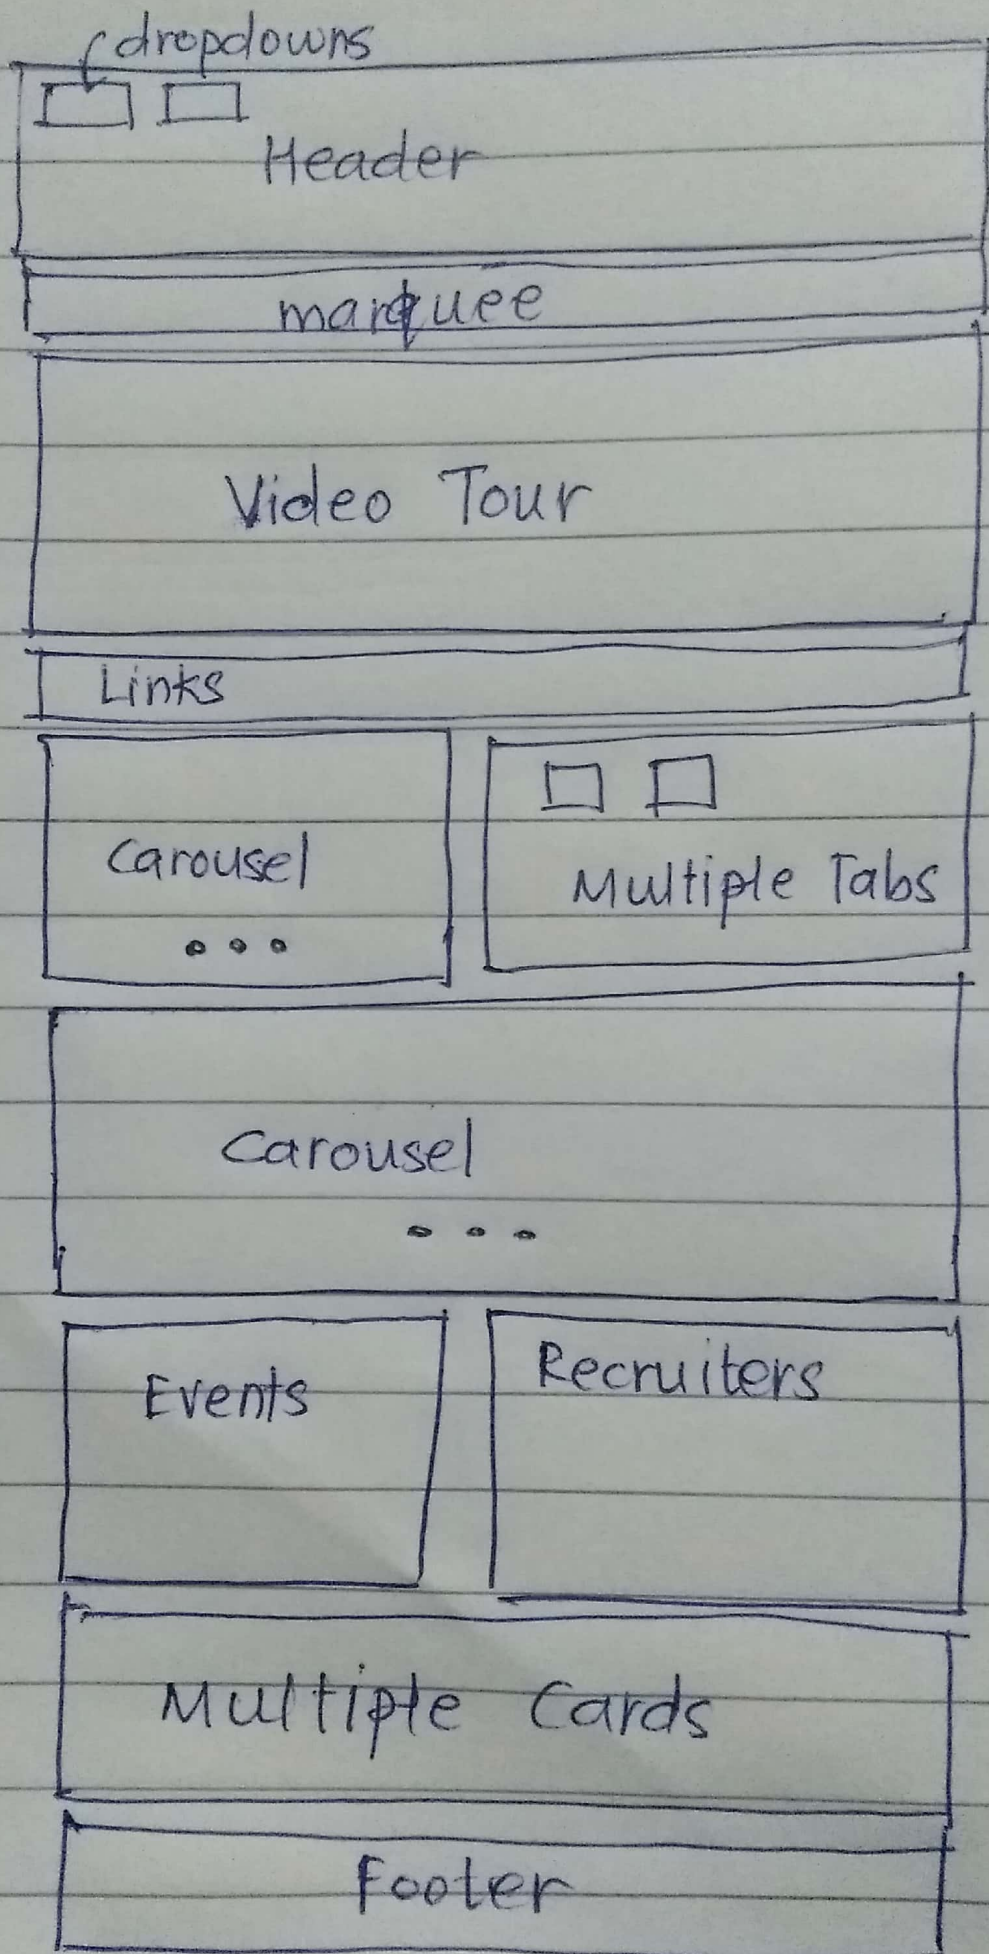 dropdowns
Header
marquee
Video Tour
Links
Carousel
Multiple Tabs
Carousel
Events
Recruiters
Multiple Cards
Footer